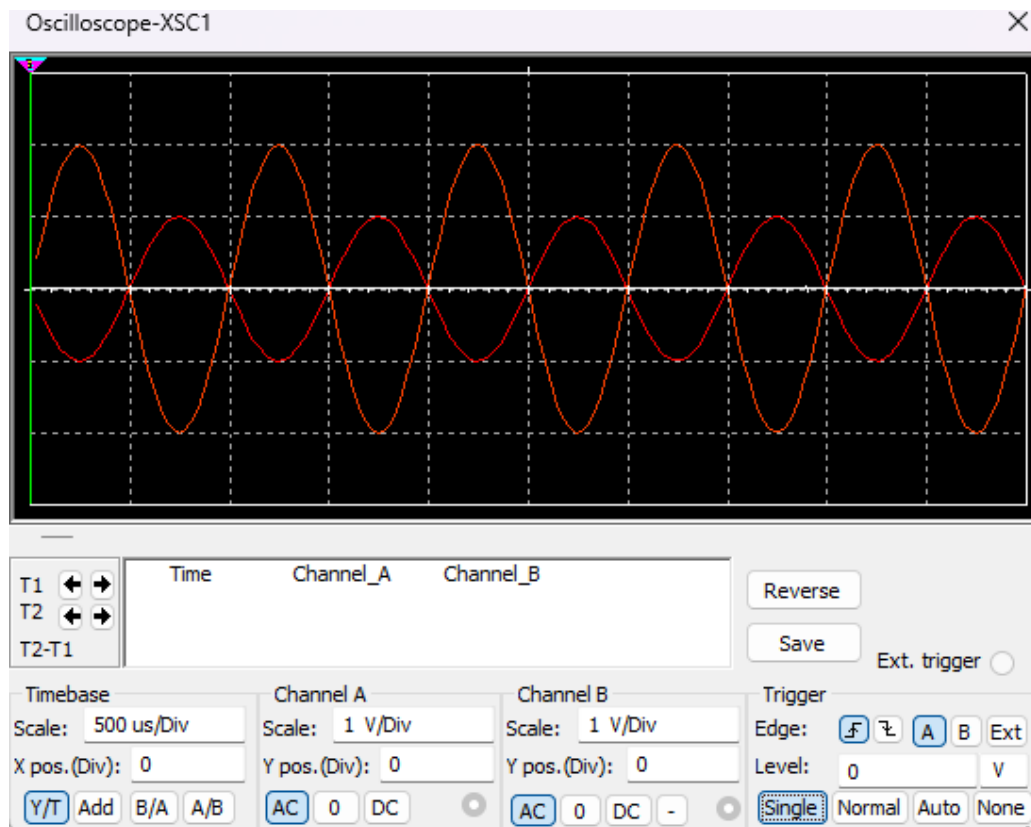 Oscilloscope-XSC1
Time Channel_A Channel_B
T1
T2
T2-T1
Reverse
Save
Ext. trigger
Timebase
Scale: 500 us/Div
X pos.(Div): 0
Y/T Add B/A A/B
Channel A
Scale: 1 V/Div
Y pos.(Div): 0
AC 0 DC
Channel B
Scale: 1 V/Div
Y pos.(Div): 0
AC 0 DC -
Trigger
Edge: A B Ext
Level: 0 V
Single Normal Auto None